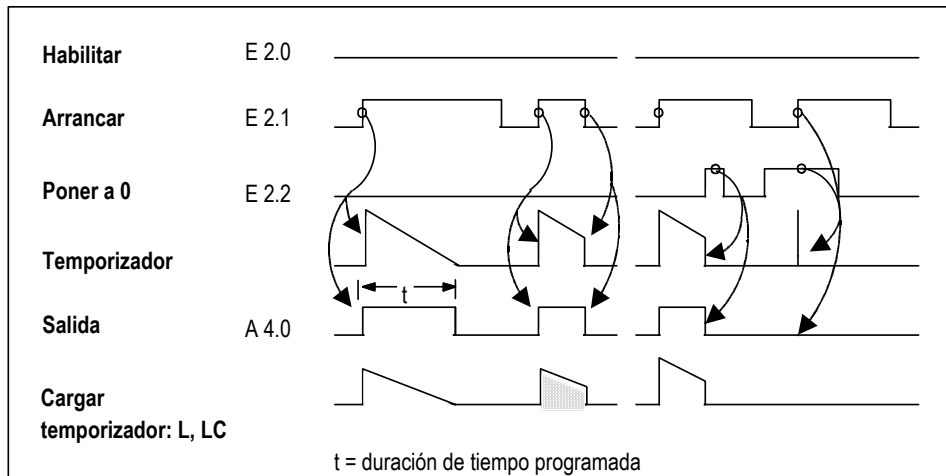 Habilitar E 2.0
Arrancar E 2.1
Poner a 0 E 2.2
Temporizador
t
Salida A 4.0
Cargar
temporizador: L, LC
t = duración de tiempo programada